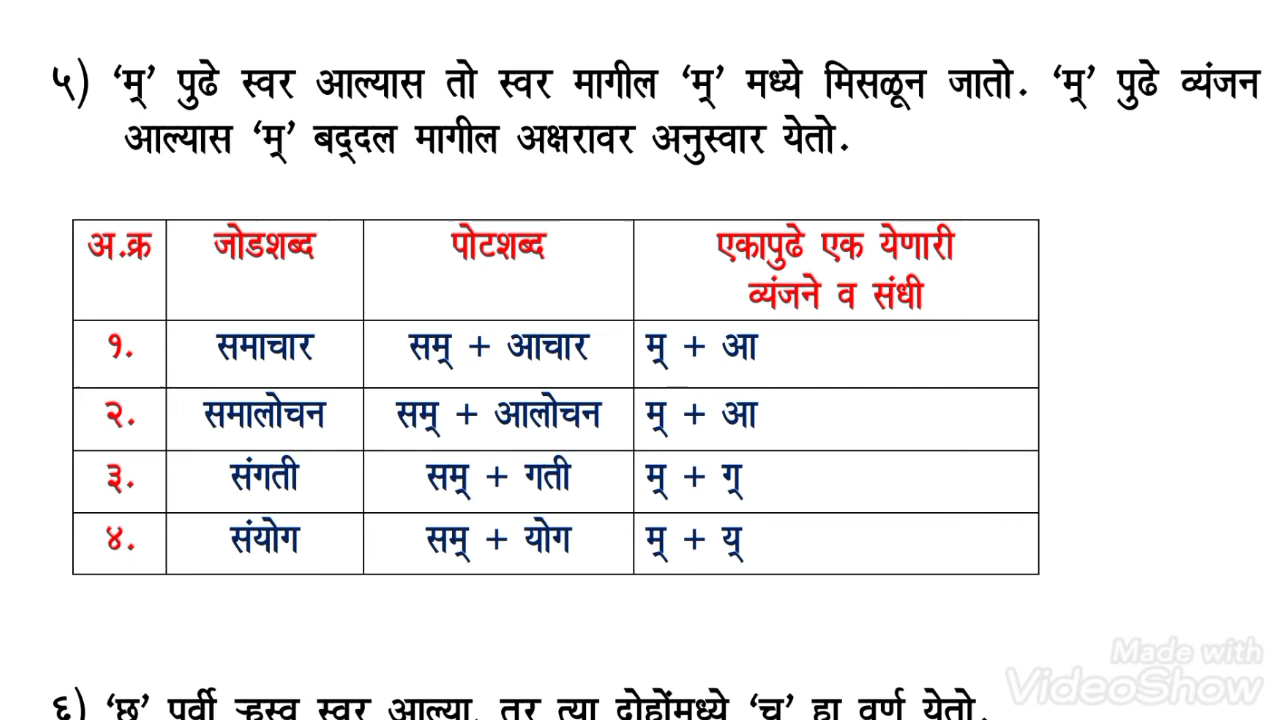 ५) ‘म्’ पुढे स्वर आल्यास तो स्वर मागील ‘म्’ मध्ये मिसळून जातो. ‘म्’ पुढे व्यंजन
आल्यास ‘म्’ बद्दल मागील अक्षरावर अनुस्वार येतो.
अ.क्र जोडशब्द पोटशब्द एकापुढे एक येणारी
व्यंजने व संधी
१. समाचार सम् + आचार म् + आ
२. समालोचन सम् + आलोचन म् + आ
३. संगती सम् + गती म् + ग्
४. संयोग सम् + योग म् + य्
Made with
VideoShow
६) ‘छ’ पूर्वी ऱ्हस्व स्वर आल्या, तर त्या दोहोंमध्ये ‘च’ हा वर्ण येतो.